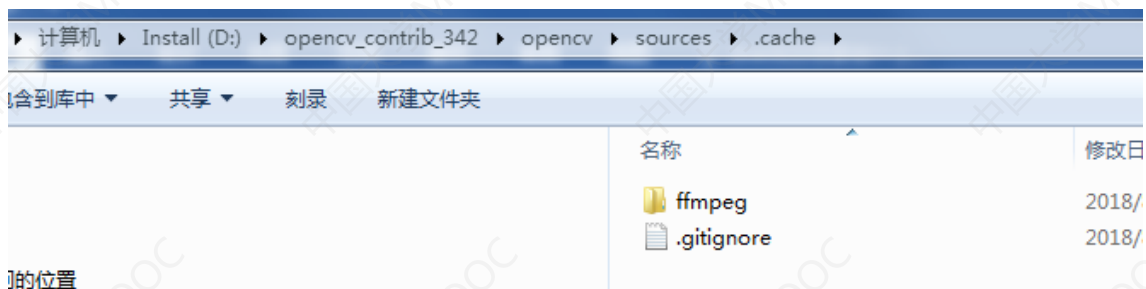 计算机 Install (D:) opencv_contrib_342 opencv sources .cache
含到库中 共享 刻录 新建文件夹
名称 修改日
ffmpeg 2018/
.gitignore 2018/
的位置